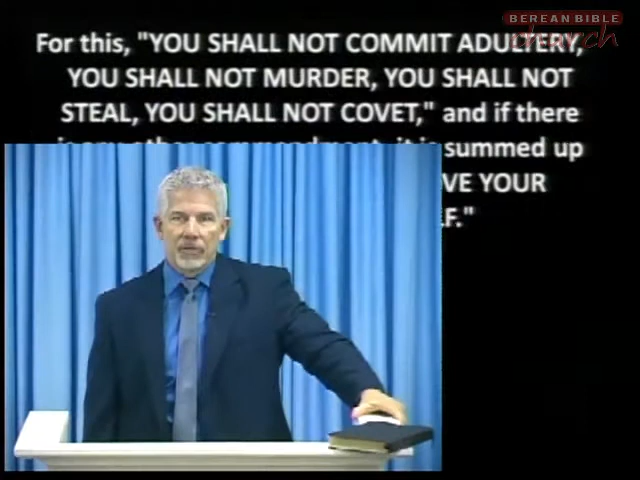 BEREAN BIBLE
church
For this, "YOU SHALL NOT COMMIT ADULTERY,
YOU SHALL NOT MURDER, YOU SHALL NOT
STEAL, YOU SHALL NOT COVET," and if there
summed up
YOUR